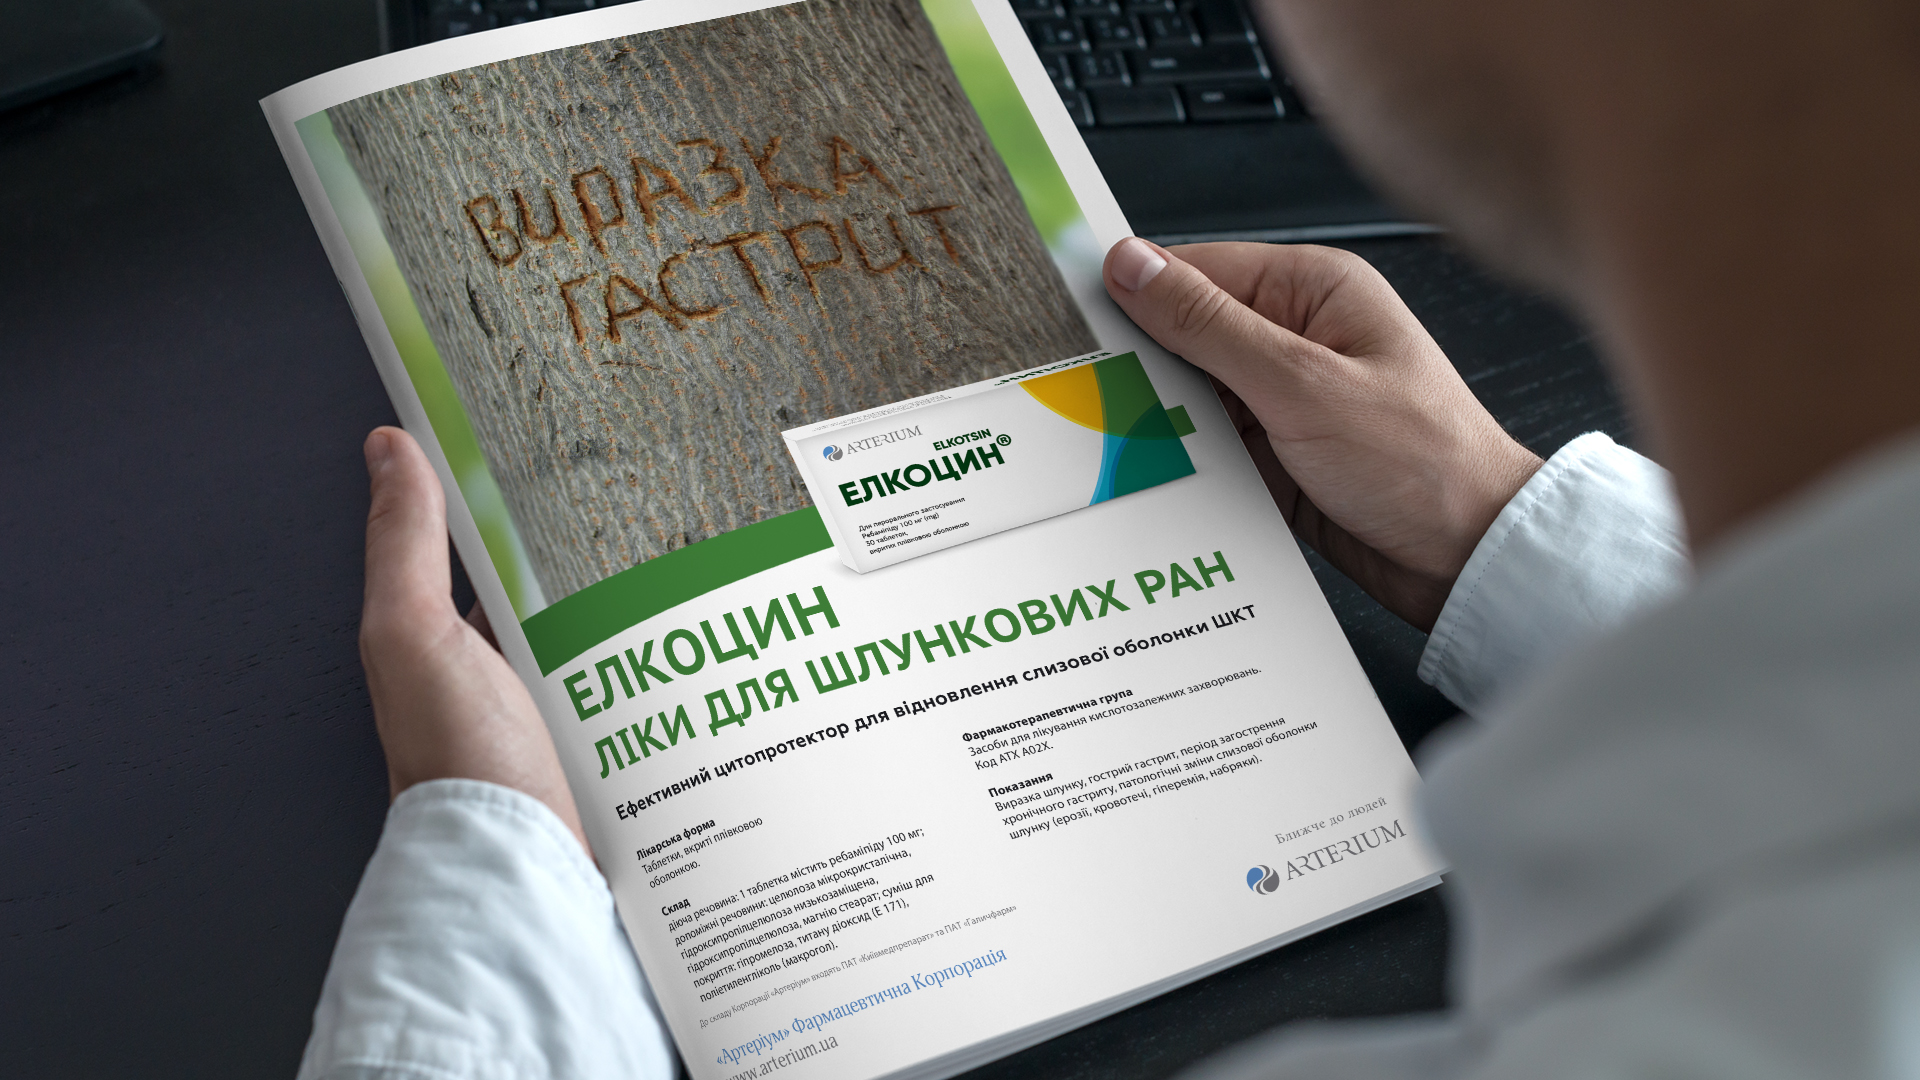 ВИРАЗКА
ГАСТРИТ
ЕЛКОЦИН®
ARTERIUM
ELKOTSIN
ЕЛКОЦИН®
Для перорального застосування
Ребаміпіду 100 мг (mg)
30 таблеток,
вкритих плівковою оболонкою
ЕЛКОЦИН
ЛІКИ ДЛЯ ШЛУНКОВИХ РАН
Ефективний цитопротектор для відновлення слизової оболонки ШКТ
Лікарська форма
Таблетки, вкриті плівковою
оболонкою.
Склад
діюча речовина: 1 таблетка містить ребаміпіду 100 мг;
допоміжні речовини: целюлоза мікрокристалічна,
гідроксипропілцелюлоза низькозаміщена,
гідроксипропілцелюлоза, магнію стеарат; суміш для
покриття: гіпромелоза, титану діоксид (Е 171),
поліетиленгліколь (макрогол).
Фармакотерапевтична група
Засоби для лікування кислотозалежних захворювань.
Код АТХ А02Х.
Показання
Виразка шлунку, гострий гастрит, період загострення
хронічного гастриту, патологічні зміни слизової оболонки
шлунку (ерозії, кровотечі, гіперемія, набряки).
До складу Корпорації «Артеріум» входять ПАТ «Київмедпрепарат» та ПАТ «Галичфарм»
«Артеріум» Фармацевтична Корпорація
www.arterium.ua
Ближче до людей
ARTERIUM